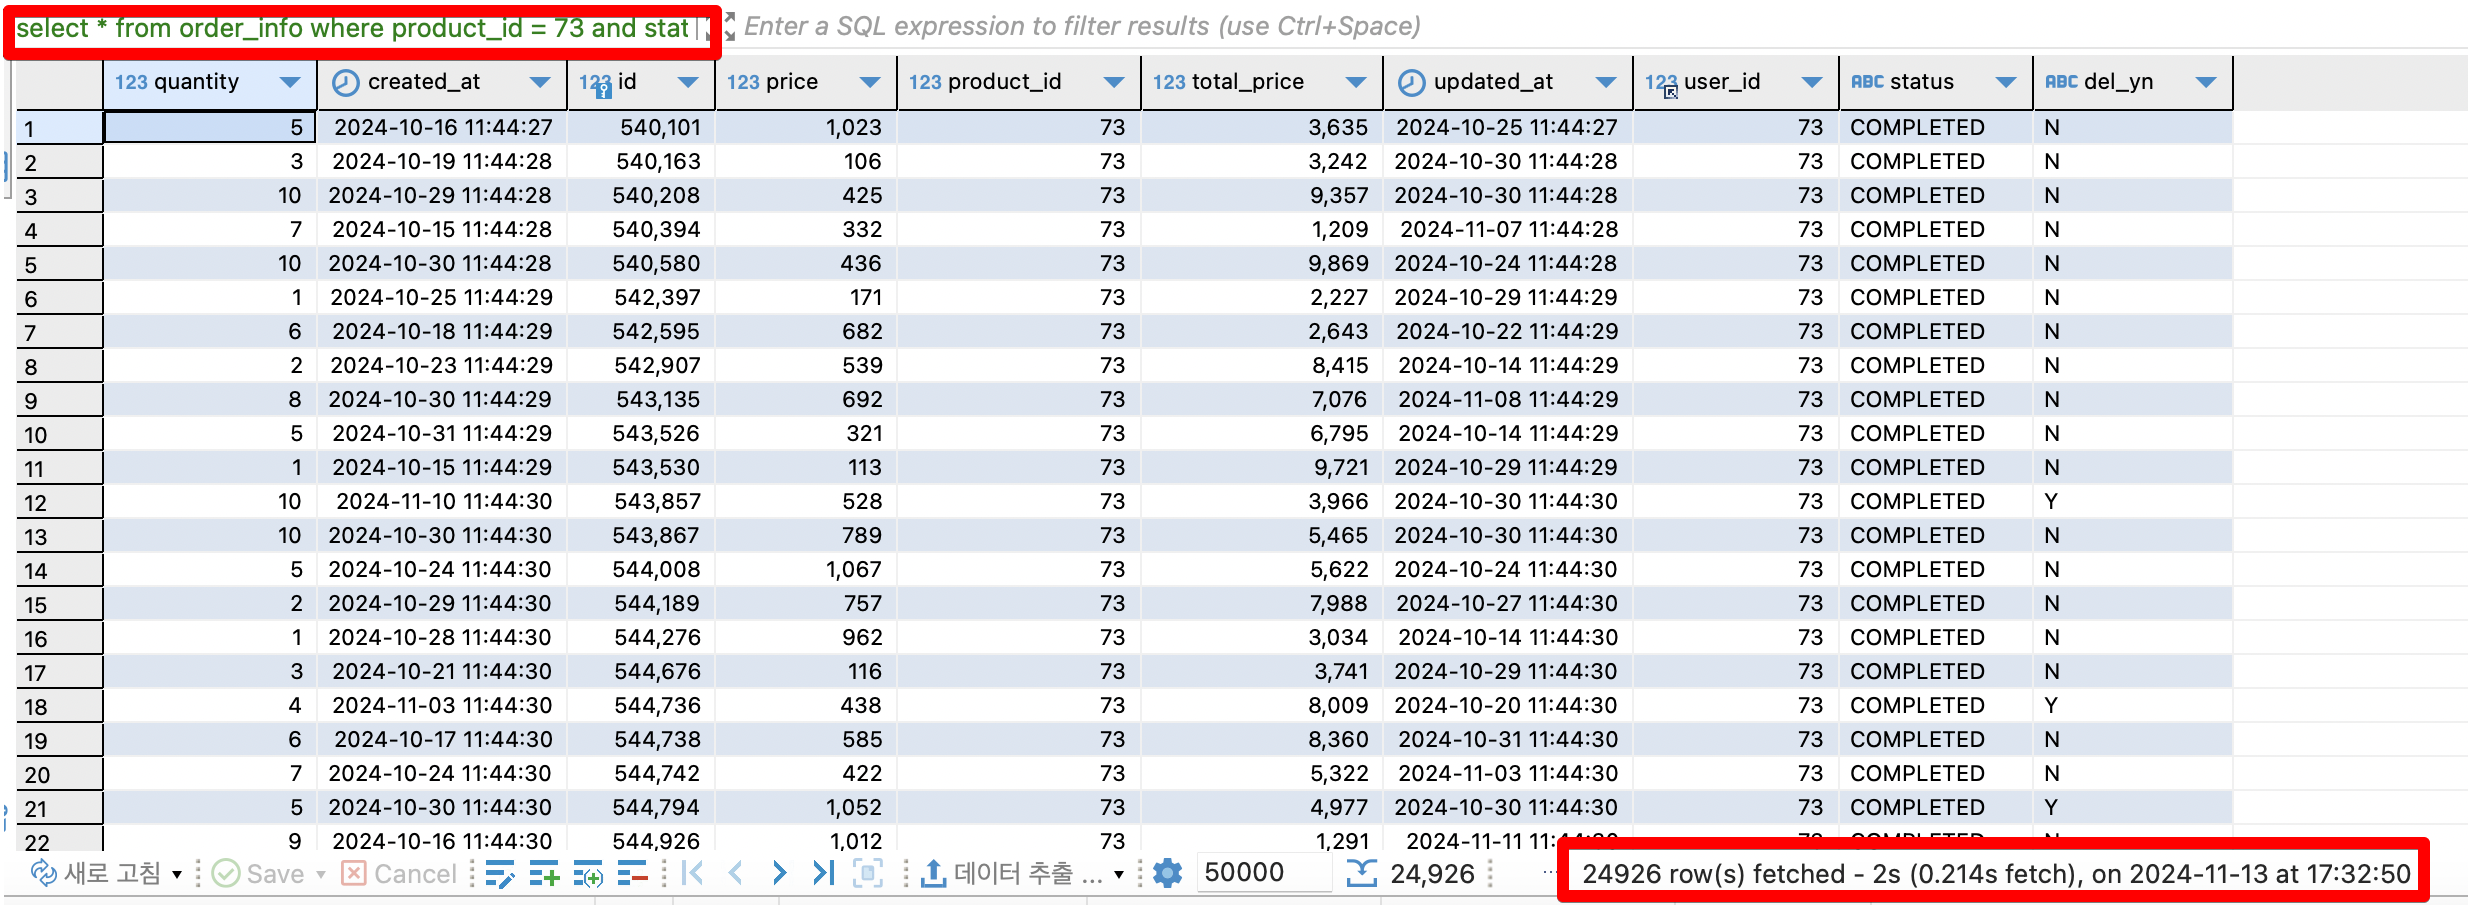 select * from order_info where product_id = 73 and stat Enter a SQL expression to filter results (use Ctrl+Space)
123 quantity created_at 123 id 123 price 123 product_id 123 total_price updated_at 123 user_id ABC status ABC del_yn
1 5 2024-10-16 11:44:27 540,101 1,023 73 3,635 2024-10-25 11:44:27 73 COMPLETED N
2 3 2024-10-19 11:44:28 540,163 106 73 3,242 2024-10-30 11:44:28 73 COMPLETED N
3 10 2024-10-29 11:44:28 540,208 425 73 9,357 2024-10-30 11:44:28 73 COMPLETED N
4 7 2024-10-15 11:44:28 540,394 332 73 1,209 2024-11-07 11:44:28 73 COMPLETED N
5 10 2024-10-30 11:44:28 540,580 436 73 9,869 2024-10-24 11:44:28 73 COMPLETED N
6 1 2024-10-25 11:44:29 542,397 171 73 2,227 2024-10-29 11:44:29 73 COMPLETED N
7 6 2024-10-18 11:44:29 542,595 682 73 2,643 2024-10-22 11:44:29 73 COMPLETED N
8 2 2024-10-23 11:44:29 542,907 539 73 8,415 2024-10-14 11:44:29 73 COMPLETED N
9 8 2024-10-30 11:44:29 543,135 692 73 7,076 2024-11-08 11:44:29 73 COMPLETED N
10 5 2024-10-31 11:44:29 543,526 321 73 6,795 2024-10-14 11:44:29 73 COMPLETED N
11 1 2024-10-15 11:44:29 543,530 113 73 9,721 2024-10-29 11:44:29 73 COMPLETED N
12 10 2024-11-10 11:44:30 543,857 528 73 3,966 2024-10-30 11:44:30 73 COMPLETED Y
13 10 2024-10-30 11:44:30 543,867 789 73 5,465 2024-10-30 11:44:30 73 COMPLETED N
14 5 2024-10-24 11:44:30 544,008 1,067 73 5,622 2024-10-24 11:44:30 73 COMPLETED N
15 2 2024-10-29 11:44:30 544,189 757 73 7,988 2024-10-27 11:44:30 73 COMPLETED N
16 1 2024-10-28 11:44:30 544,276 962 73 3,034 2024-10-14 11:44:30 73 COMPLETED N
17 3 2024-10-21 11:44:30 544,676 116 73 3,741 2024-10-29 11:44:30 73 COMPLETED N
18 4 2024-11-03 11:44:30 544,736 438 73 8,009 2024-10-20 11:44:30 73 COMPLETED Y
19 6 2024-10-17 11:44:30 544,738 585 73 8,360 2024-10-31 11:44:30 73 COMPLETED N
20 7 2024-10-24 11:44:30 544,742 422 73 5,322 2024-11-03 11:44:30 73 COMPLETED N
21 5 2024-10-30 11:44:30 544,794 1,052 73 4,977 2024-10-30 11:44:30 73 COMPLETED Y
22 9 2024-10-16 11:44:30 544,926 1,012 73 1,291 2024-11-11
새로 고침 Save Cancel 데이터 추출 ... 50000 24,926 24926 row(s) fetched - 2s (0.214s fetch), on 2024-11-13 at 17:32:50